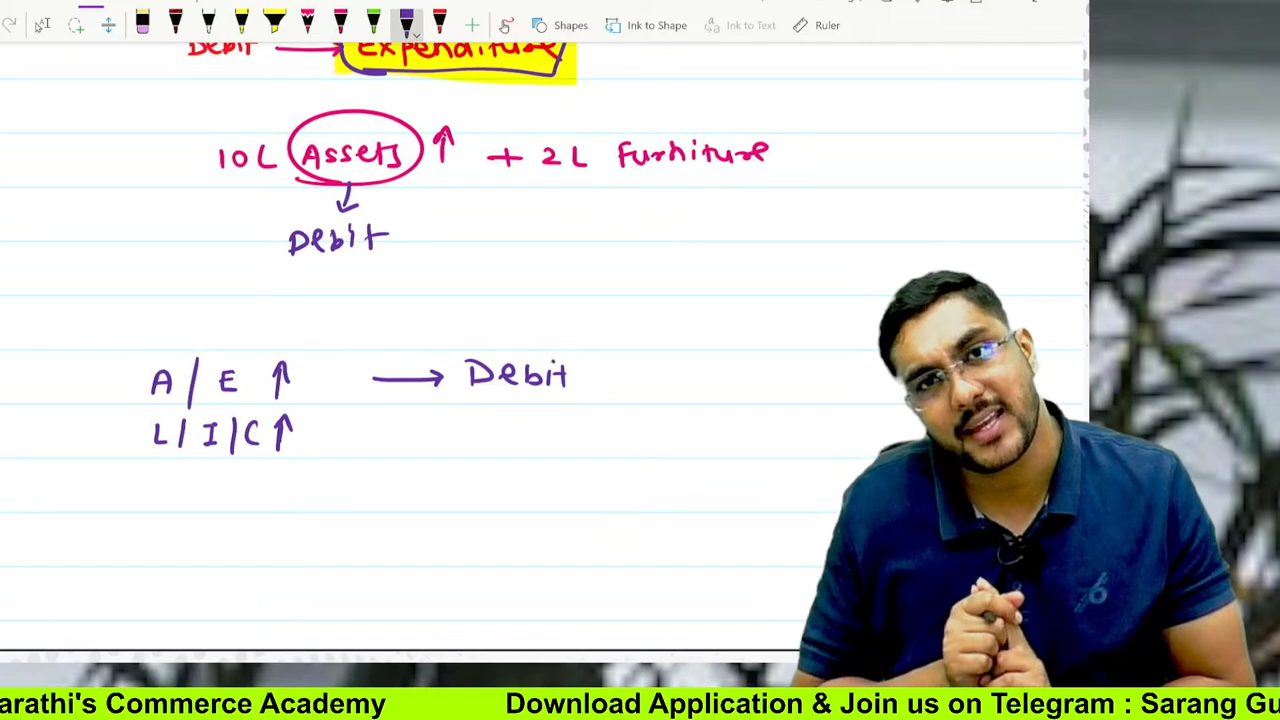 Shapes Ink to Shape Ink to Text Ruler
Debit → Expenditure
10L Assets ↑ + 2L Furniture
↓
Debit
A / E ↑ → Debit
L / I / C ↑
arathi's Commerce Academy Download Application & Join us on Telegram : Sarang Gu